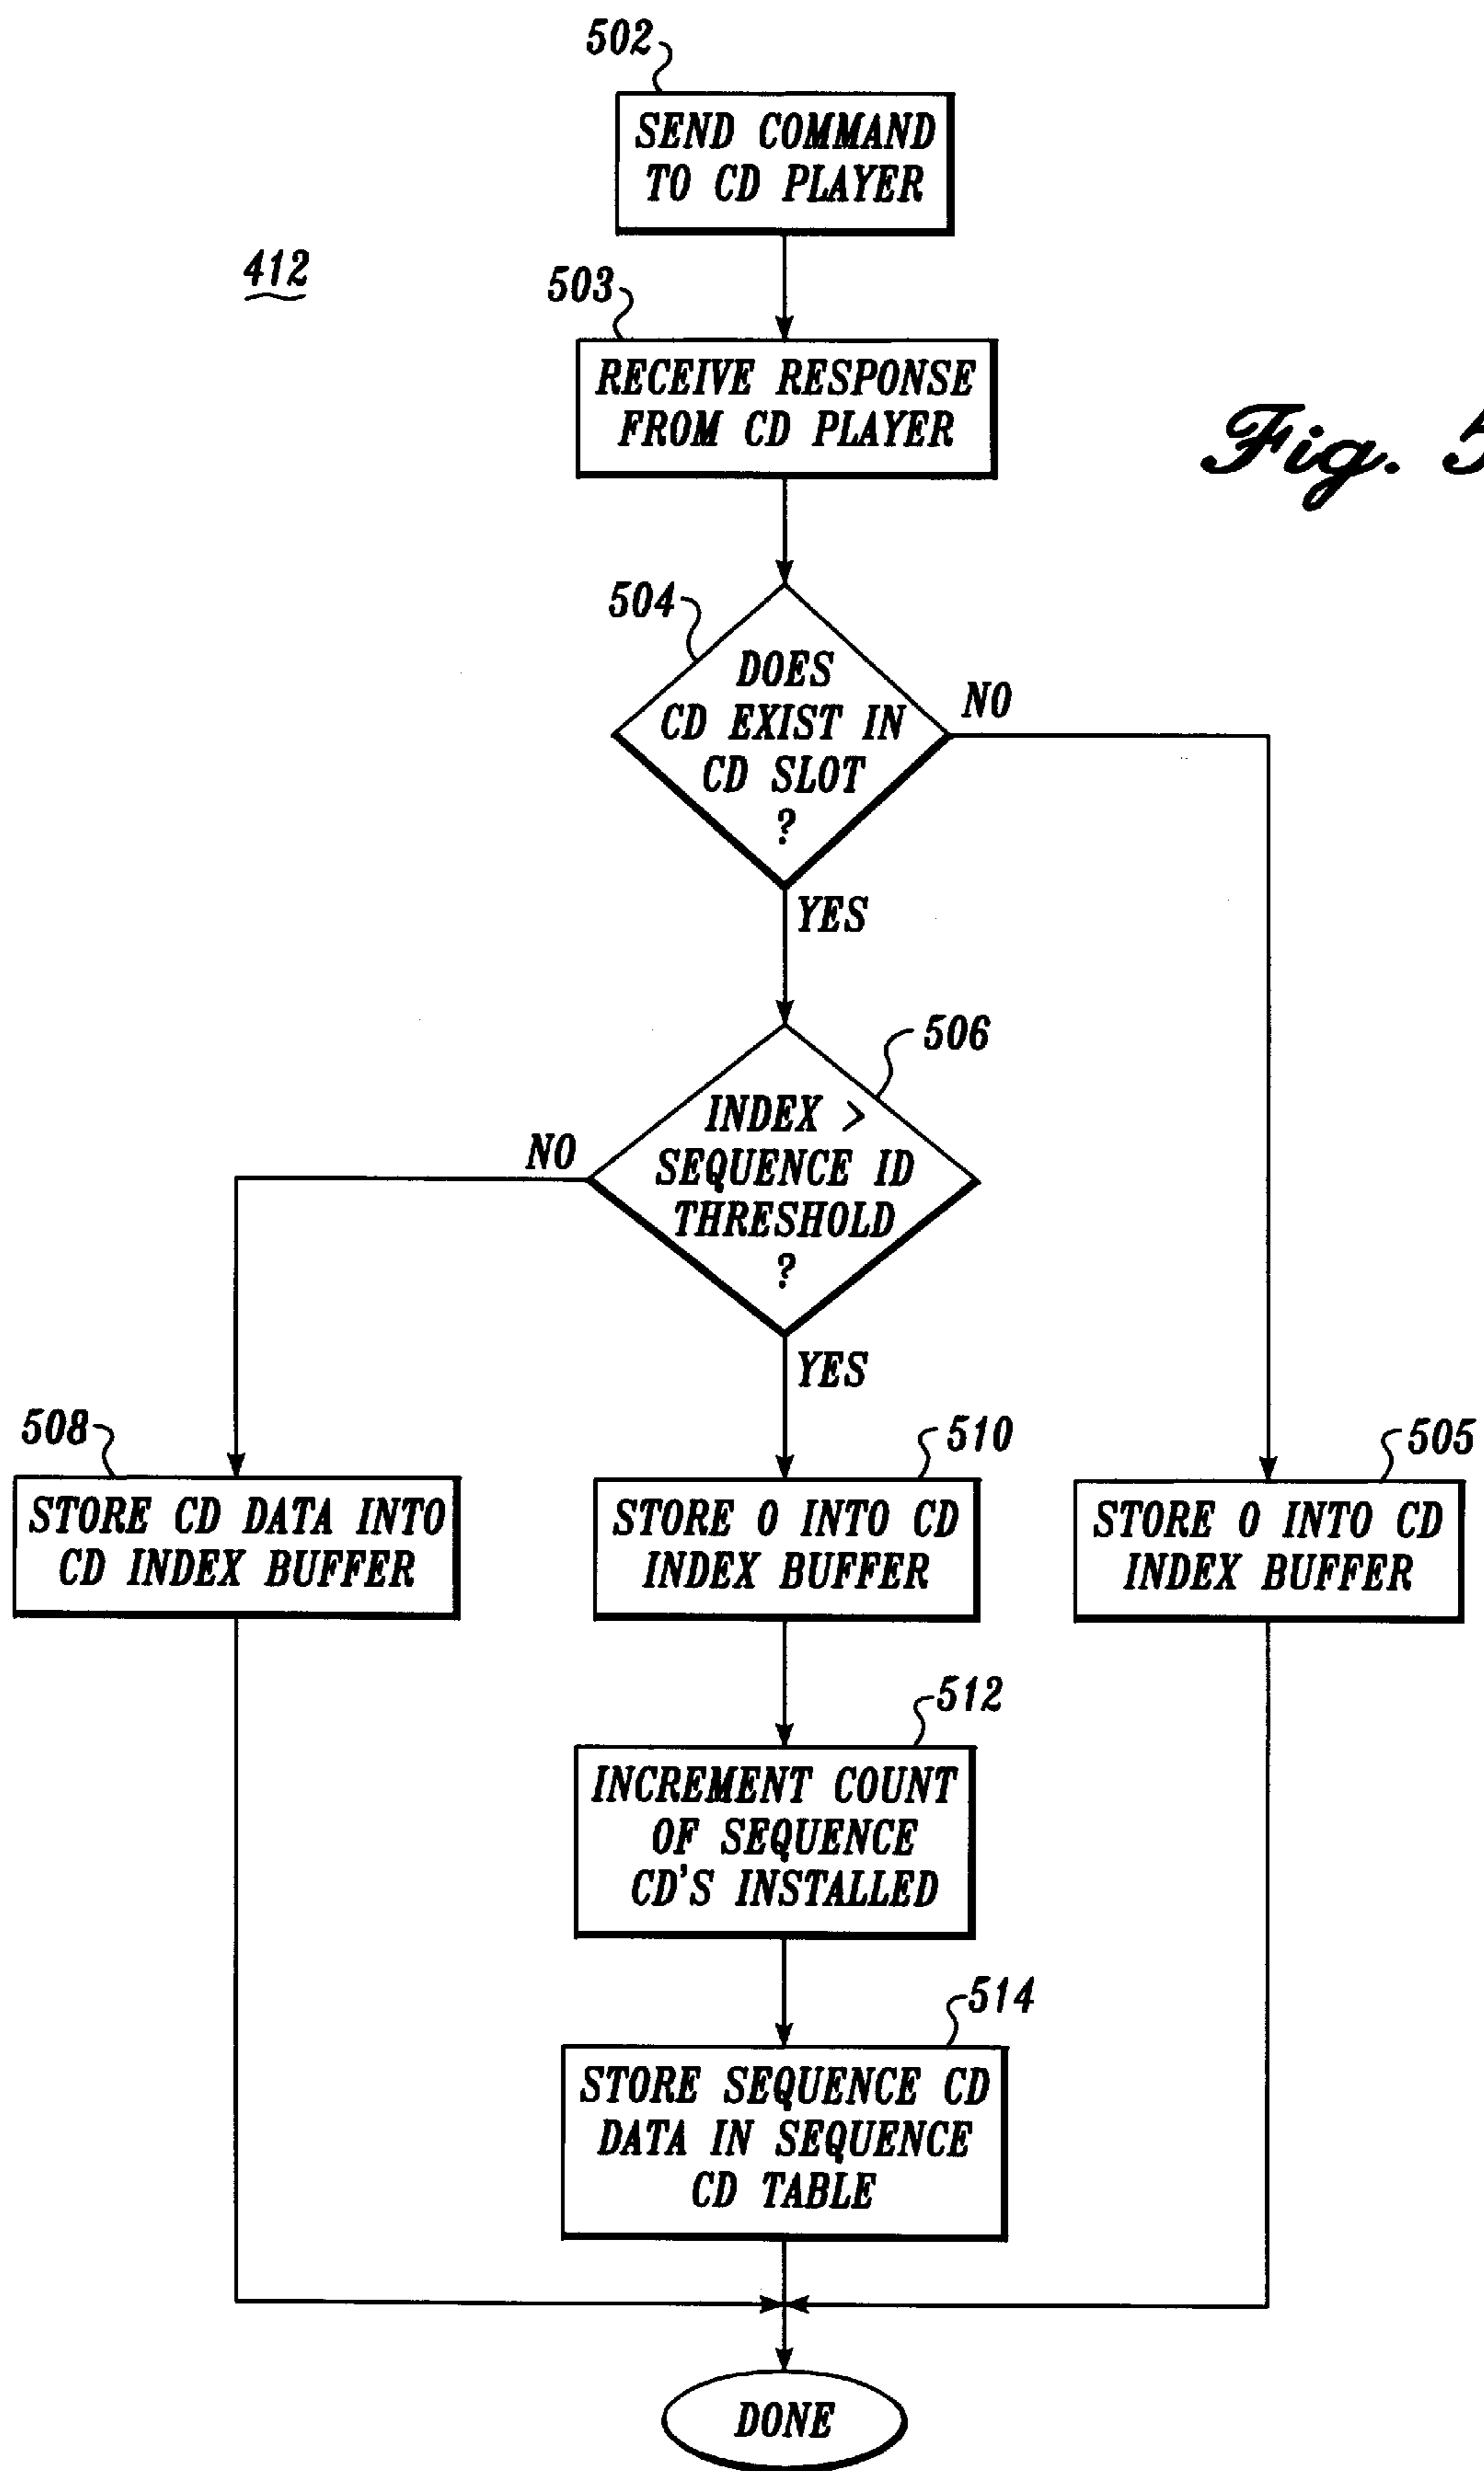 502
SEND COMMAND
TO CD PLAYER
412
503
RECEIVE RESPONSE
FROM CD PLAYER
Fig. 5
504
DOES
CD EXIST IN
CD SLOT
?
NO
YES
506
INDEX >
SEQUENCE ID
THRESHOLD
?
NO
YES
508
STORE CD DATA INTO
CD INDEX BUFFER
510
STORE 0 INTO CD
INDEX BUFFER
505
STORE 0 INTO CD
INDEX BUFFER
512
INCREMENT COUNT
OF SEQUENCE
CD'S INSTALLED
514
STORE SEQUENCE CD
DATA IN SEQUENCE
CD TABLE
DONE